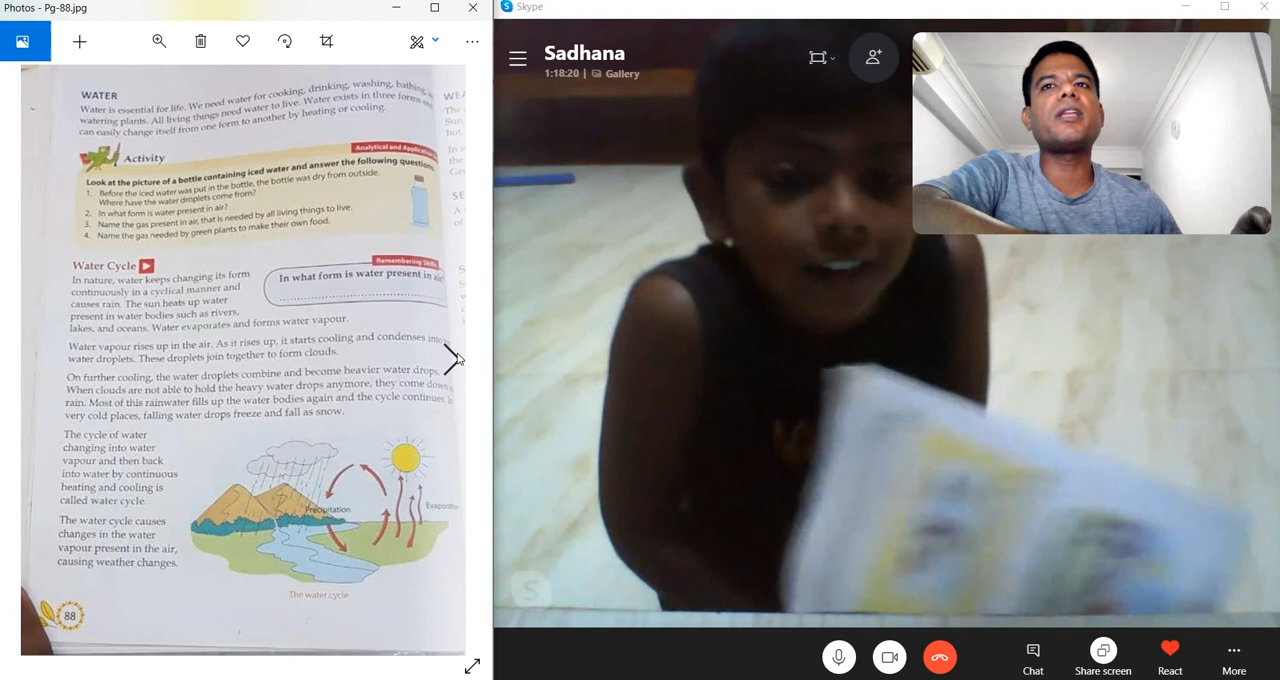 Photos - Pg-88.jpg
WATER
Water is essential for life. We need water for cooking, drinking, washing, bathing,
watering plants. All living things need water to live. Water exists in three forms
can easily change itself from one form to another by heating or cooling.
Activity
Analytical and
Look at the picture of a bottle containing iced water and answer the following questions.
1. Before the iced water was put in the bottle, the bottle was dry from outside.
Where have the water droplets come from?
2. In what form is water present in air?
3. Name the gas present in air, that is needed by all living things to live.
4. Name the gas needed by green plants to make their own food.
Water Cycle
In nature, water keeps changing its form
continuously in a cyclical manner and
causes rain. The sun heats up water
present in water bodies such as rivers,
lakes, and oceans. Water evaporates and forms water vapour.
Remembering Skills
In what form is water present in air?
Water vapour rises up in the air. As it rises up, it starts cooling and condenses into
water droplets. These droplets join together to form clouds.
On further cooling, the water droplets combine and become heavier water drops.
When clouds are not able to hold the heavy water drops anymore, they come down
rain. Most of this rainwater fills up the water bodies again and the cycle continues.
very cold places, falling water drops freeze and fall as snow.
The cycle of water
changing into water
vapour and then back
into water by continuous
heating and cooling is
called water cycle.
The water cycle causes
changes in the water
vapour present in the air,
causing weather changes.
Precipitation
The water cycle
88
Skype
Sadhana
1:18:20 | Gallery
Chat
Share screen
React
More